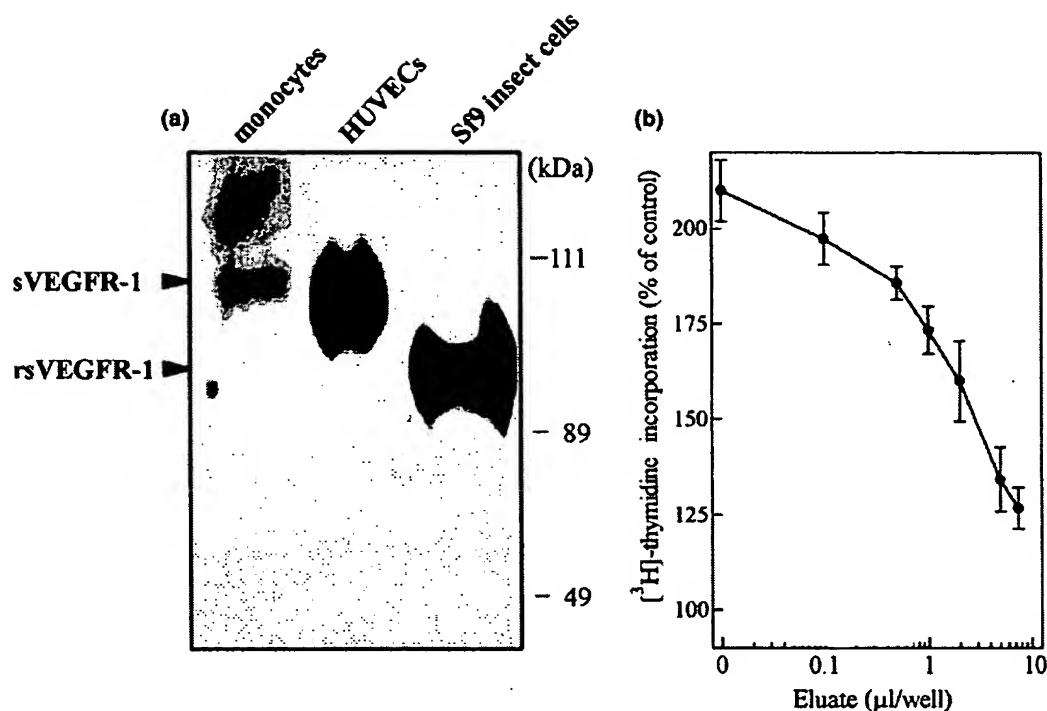 (a)
monocytes
HUVECs
Sf9 insect cells
(kDa)
sVEGFR-1
rsVEGFR-1
–111
– 89
– 49
(b)
[³H]-thymidine incorporation (% of control)
200
175
150
125
100
0 0.1 1 10
Eluate (µl/well)